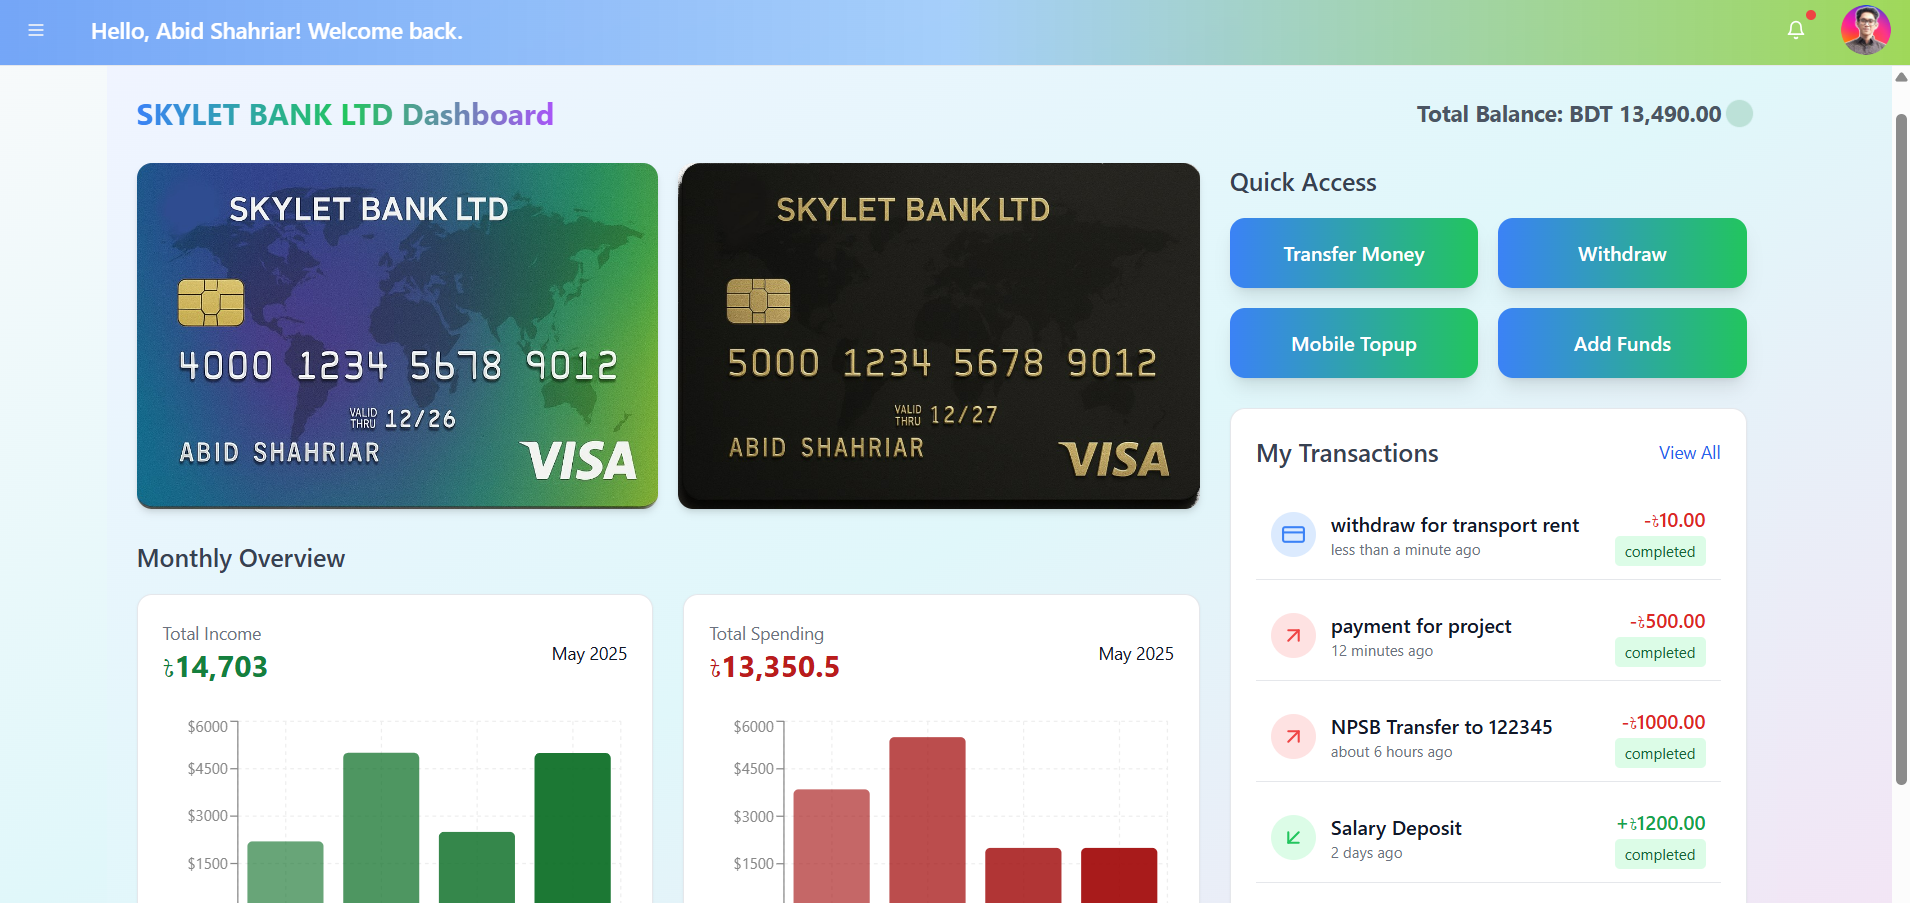 Hello, Abid Shahriar! Welcome back.
SKYLET BANK LTD Dashboard
Total Balance: BDT 13,490.00
SKYLET BANK LTD
4000 1234 5678 9012
VALID THRU 12/26
ABID SHAHRIAR
VISA
SKYLET BANK LTD
5000 1234 5678 9012
VALID THRU 12/27
ABID SHAHRIAR
VISA
Quick Access
Transfer Money
Withdraw
Mobile Topup
Add Funds
Monthly Overview
Total Income
৳14,703
May 2025
$6000
$4500
$3000
$1500
Total Spending
৳13,350.5
May 2025
$6000
$4500
$3000
$1500
My Transactions
View All
withdraw for transport rent
less than a minute ago
-৳10.00
completed
payment for project
12 minutes ago
-৳500.00
completed
NPSB Transfer to 122345
about 6 hours ago
-৳1000.00
completed
Salary Deposit
2 days ago
+৳1200.00
completed